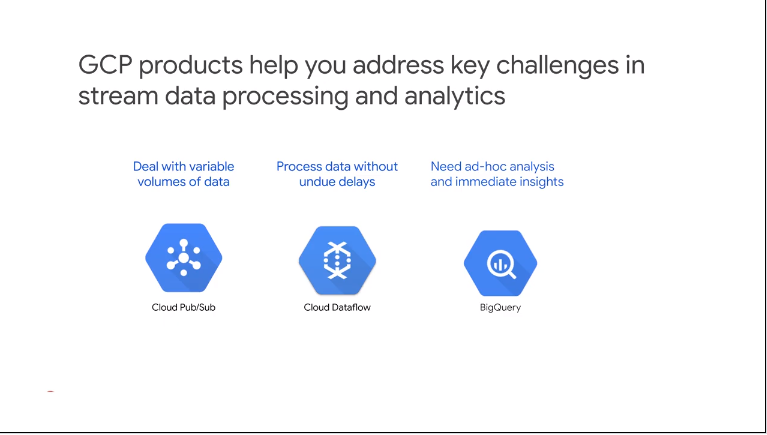 GCP products help you address key challenges in
stream data processing and analytics
Deal with variable
volumes of data
Process data without
undue delays
Need ad-hoc analysis
and immediate insights
Cloud Pub/Sub
Cloud Dataflow
BigQuery